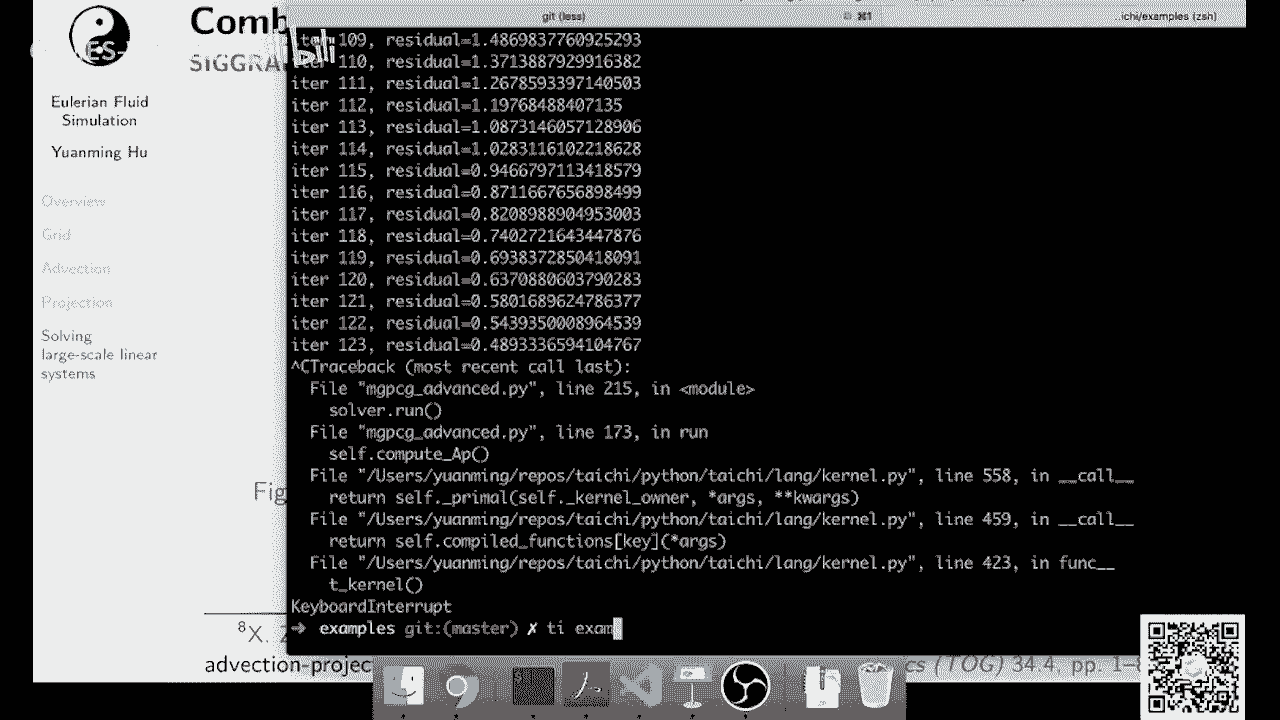 git (less)
⌘1
..ichi/examples (zsh)
Comb
SIGGRA
bili
Eulerian Fluid
Simulation
Yuanming Hu
Overview
Grid
Advection
Projection
Solving
large-scale linear
systems
iter 109, residual=1.4869837760925293
iter 110, residual=1.3713887929916382
iter 111, residual=1.2678593397140503
iter 112, residual=1.19768488407135
iter 113, residual=1.0873146057128906
iter 114, residual=1.0283116102218628
iter 115, residual=0.9466797113418579
iter 116, residual=0.8711667656898499
iter 117, residual=0.8208988904953003
iter 118, residual=0.7402721643447876
iter 119, residual=0.6938372850418091
iter 120, residual=0.6370880603790283
iter 121, residual=0.5801689624786377
iter 122, residual=0.5439350008964539
iter 123, residual=0.4893336594104767
^CTraceback (most recent call last):
File "mgpcg_advanced.py", line 215, in <module>
solver.run()
File "mgpcg_advanced.py", line 173, in run
self.compute_Ap()
File "/Users/yuanming/repos/taichi/python/taichi/lang/kernel.py", line 558, in __call__
return self._primal(self._kernel_owner, *args, **kwargs)
File "/Users/yuanming/repos/taichi/python/taichi/lang/kernel.py", line 459, in __call__
return self.compiled_functions[key](*args)
File "/Users/yuanming/repos/taichi/python/taichi/lang/kernel.py", line 423, in func__
t_kernel()
KeyboardInterrupt
➜ examples git:(master) ✗ ti exam
Fig
8X.
advection-projec
cs (TOG) 34.4, pp. 1–8